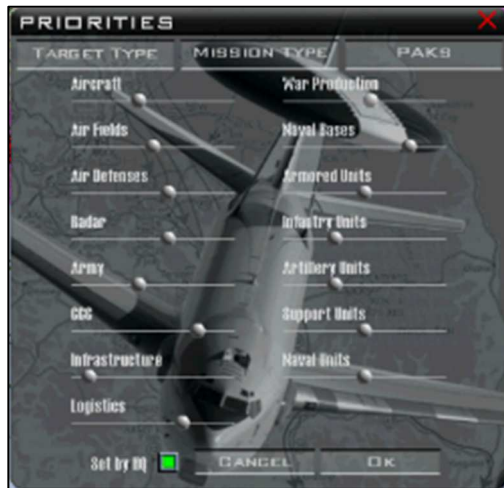 PRIORITIES
TARGET TYPE MISSION TYPE PAKS
Aircraft War Production
Air Fields Naval Bases
Air Defenses Armored Units
Radar Infantry Units
Army Artillery Units
CCC Support Units
Infrastructure Naval Units
Logistics
Set by HQ CANCEL OK